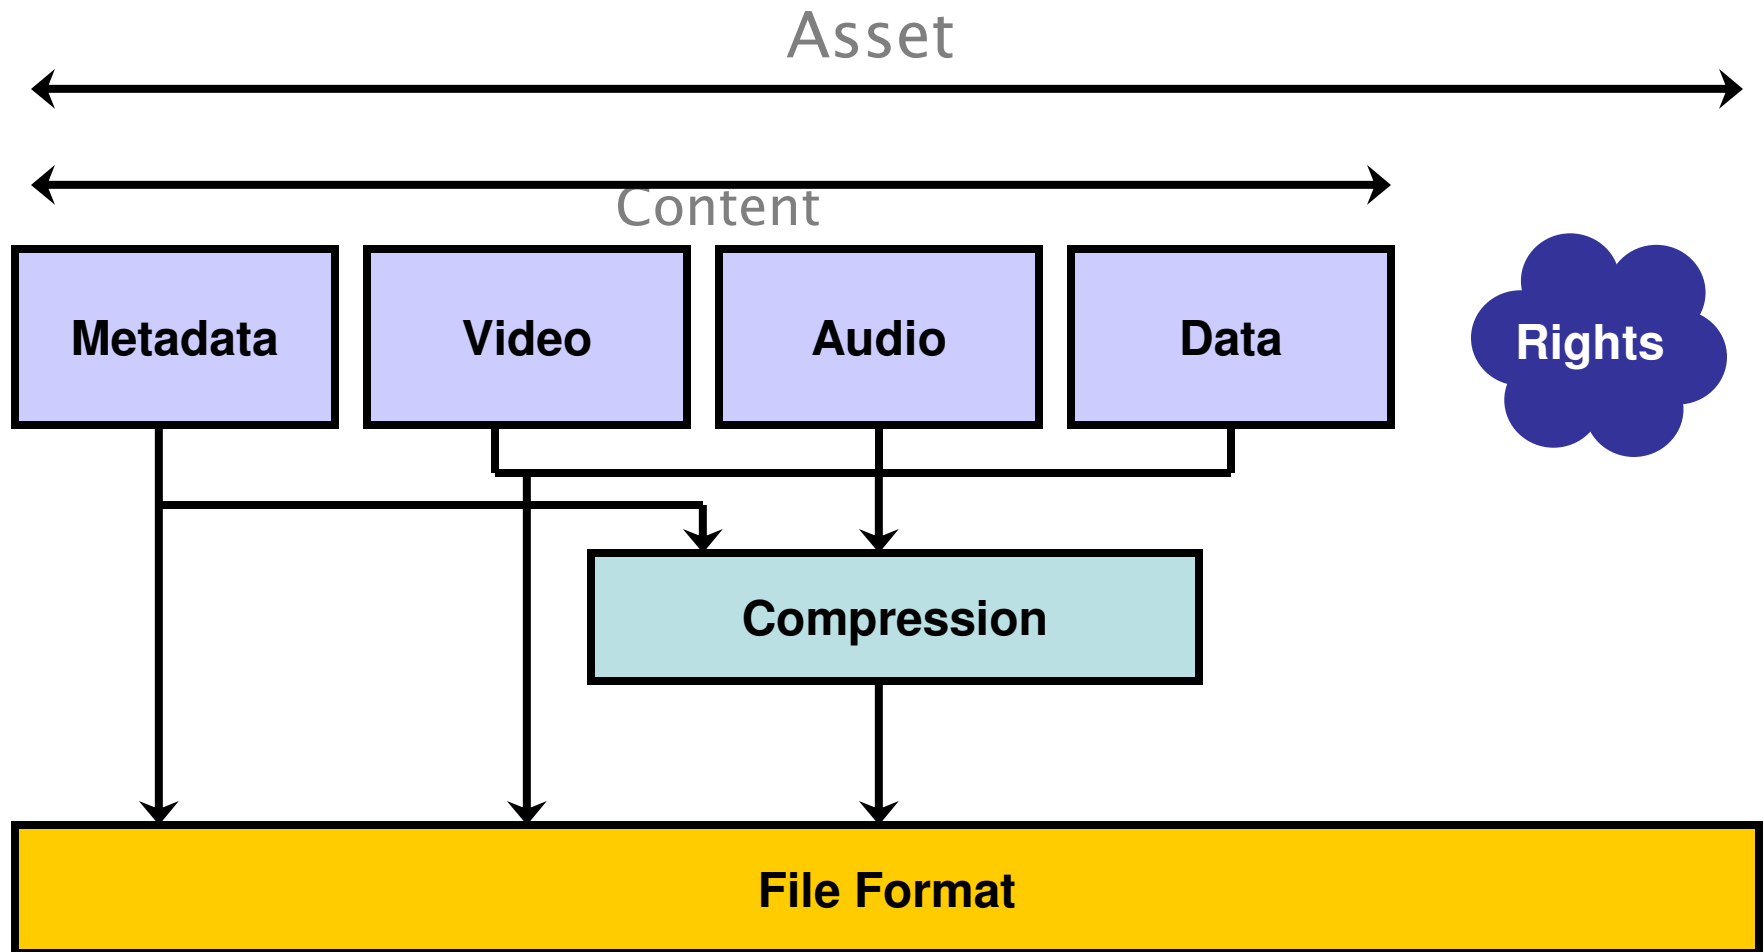 Asset
Content
Metadata
Video
Audio
Data
Rights
Compression
File Format